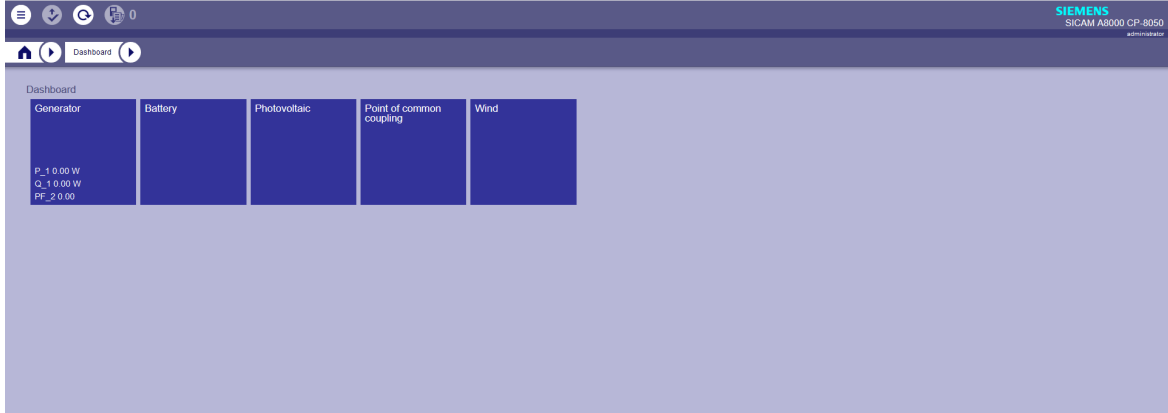 0
SIEMENS
SICAM A8000 CP-8050
administrator
Dashboard
Dashboard
Generator
P_1 0.00 W
Q_1 0.00 W
PF_2 0.00
Battery
Photovoltaic
Point of common
coupling
Wind